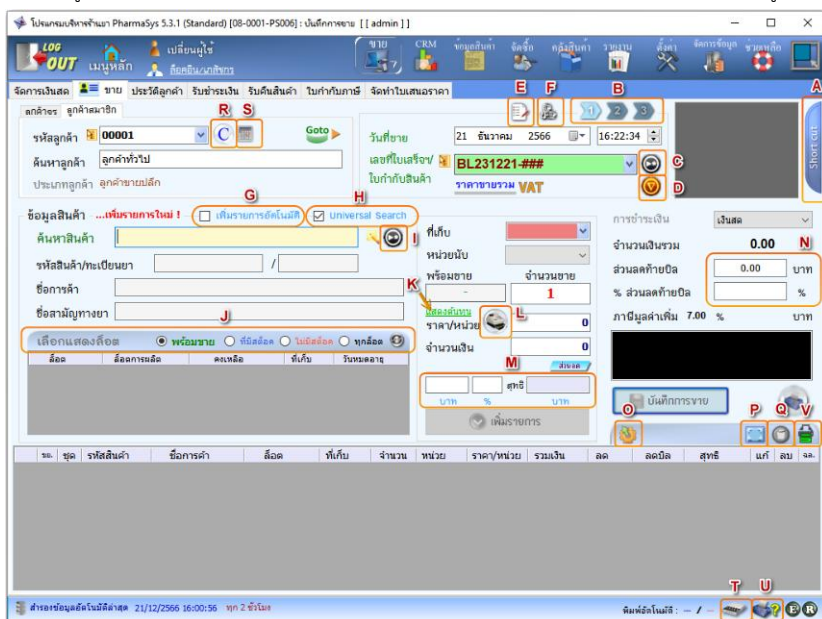 โปรแกรมบริหารร้านยา PharmaSys 5.3.1 (Standard) [08-0001-PS006] : บันทึกการขาย [ [ admin ] ]
LOG OUT เมนูหลัก เปลี่ยนผู้ใช้ ล็อคอิน/เภสัชกร ขาย CRM ข้อมูลสินค้า จัดซื้อ คลังสินค้า รายงาน ตั้งค่า จัดการข้อมูล ช่วยเหลือ
จัดการเงินสด ขาย ประวัติลูกค้า รับชำระเงิน รับคืนสินค้า ใบกำกับภาษี จัดทำใบเสนอราคา E F B A
ลูกค้าจร ลูกค้าสมาชิก R S 1 2 3
Short cut
รหัสลูกค้า 00001 C Goto วันที่ขาย 21 ธันวาคม 2566 16:22:34
ค้นหาลูกค้า ลูกค้าทั่วไป เลขที่ใบเสร็จฯ/ BL231221-### C
ประเภทลูกค้า ลูกค้าขายปลีก ใบกำกับสินค้า ราคาขายรวม VAT D
G H
ข้อมูลสินค้า ...เพิ่มรายการใหม่ ! เพิ่มรายการอัตโนมัติ Universal Search การชำระเงิน เงินสด
ค้นหาสินค้า I ที่เก็บ จำนวนเงินรวม 0.00 N
รหัสสินค้า/ทะเบียนยา / หน่วยนับ ส่วนลดท้ายบิล 0.00 บาท
ชื่อการค้า K พร้อมขาย จำนวนขาย % ส่วนลดท้ายบิล %
- 1
ชื่อสามัญทางยา J แสดงต้นทุน L ภาษีมูลค่าเพิ่ม 7.00 % บาท
ราคา/หน่วย 0
เลือกแสดงล็อต พร้อมขาย ที่มีสต็อค ไม่มีสต็อค ทุกล็อต จำนวนเงิน 0
ล็อต ล็อตการผลิต คงเหลือ ที่เก็บ วันหมดอายุ M ส่วนลด
สุทธิ
บาท % บาท บันทึกการขาย
เพิ่มรายการ O P Q V
ขย. ชุด รหัสสินค้า ชื่อการค้า ล็อต ที่เก็บ จำนวน หน่วย ราคา/หน่วย รวมเงิน ลด ลดบิล สุทธิ แก้ ลบ ฉล.
T U
สำรองข้อมูลอัตโนมัติล่าสุด 21/12/2566 16:00:56 ทุก 2 ชั่วโมง พิมพ์อัตโนมัติ : - / - E R